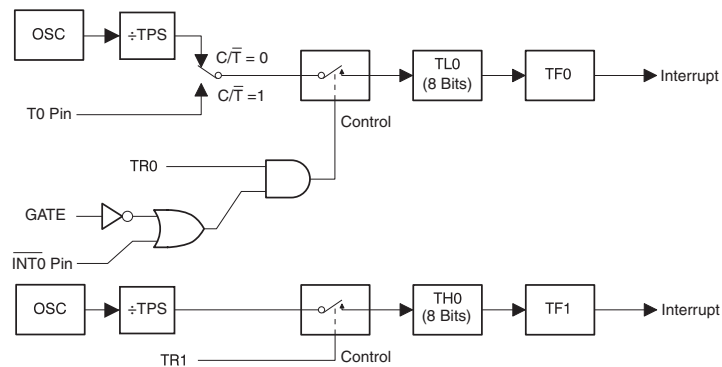 OSC
÷TPS
C/T̅ = 0
C/T̅ =1
T0 Pin
Control
TL0
(8 Bits)
TF0
Interrupt
TR0
GATE
I̅N̅T̅0̅ Pin
OSC
÷TPS
TR1
Control
TH0
(8 Bits)
TF1
Interrupt